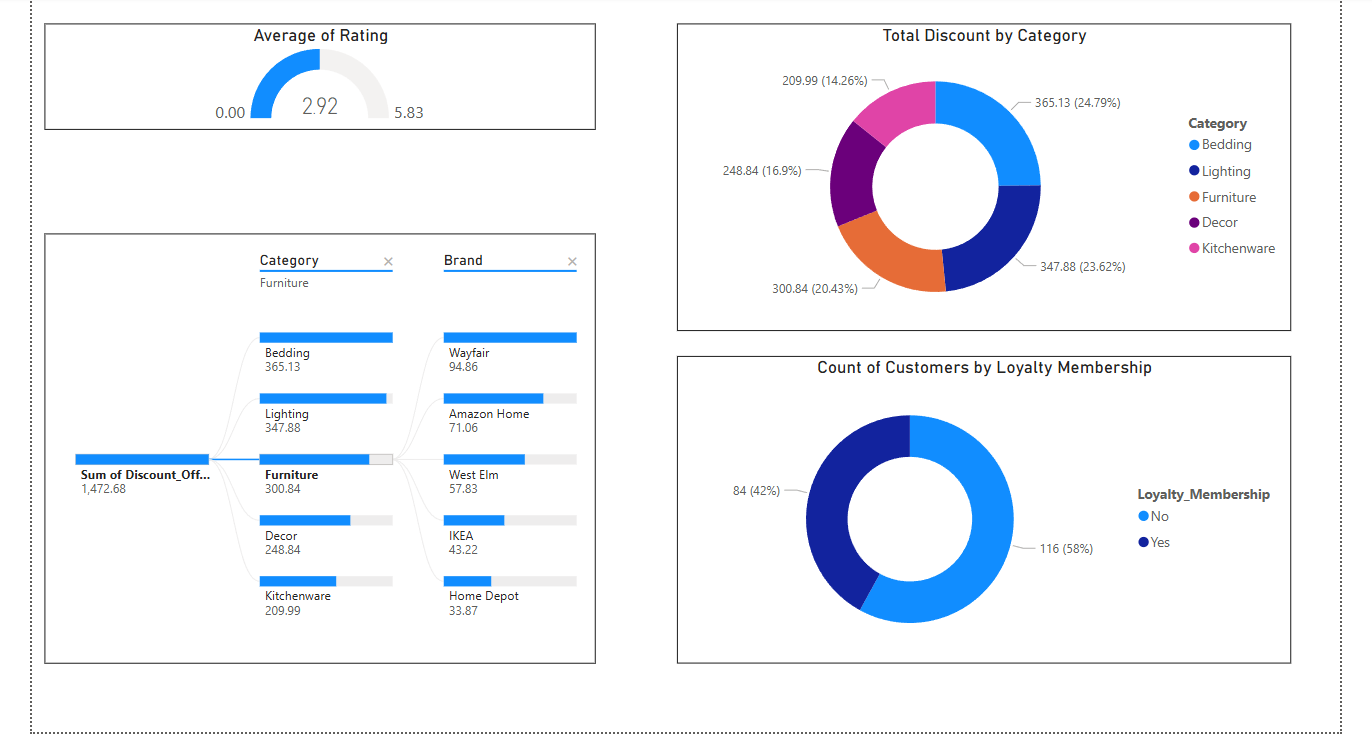 Average of Rating
0.00
2.92
5.83
Category
Furniture
Brand
Sum of Discount_Off...
1,472.68
Bedding
365.13
Lighting
347.88
Furniture
300.84
Decor
248.84
Kitchenware
209.99
Wayfair
94.86
Amazon Home
71.06
West Elm
57.83
IKEA
43.22
Home Depot
33.87
Total Discount by Category
209.99 (14.26%)
365.13 (24.79%)
248.84 (16.9%)
347.88 (23.62%)
300.84 (20.43%)
Category
Bedding
Lighting
Furniture
Decor
Kitchenware
Count of Customers by Loyalty Membership
84 (42%)
116 (58%)
Loyalty_Membership
No
Yes